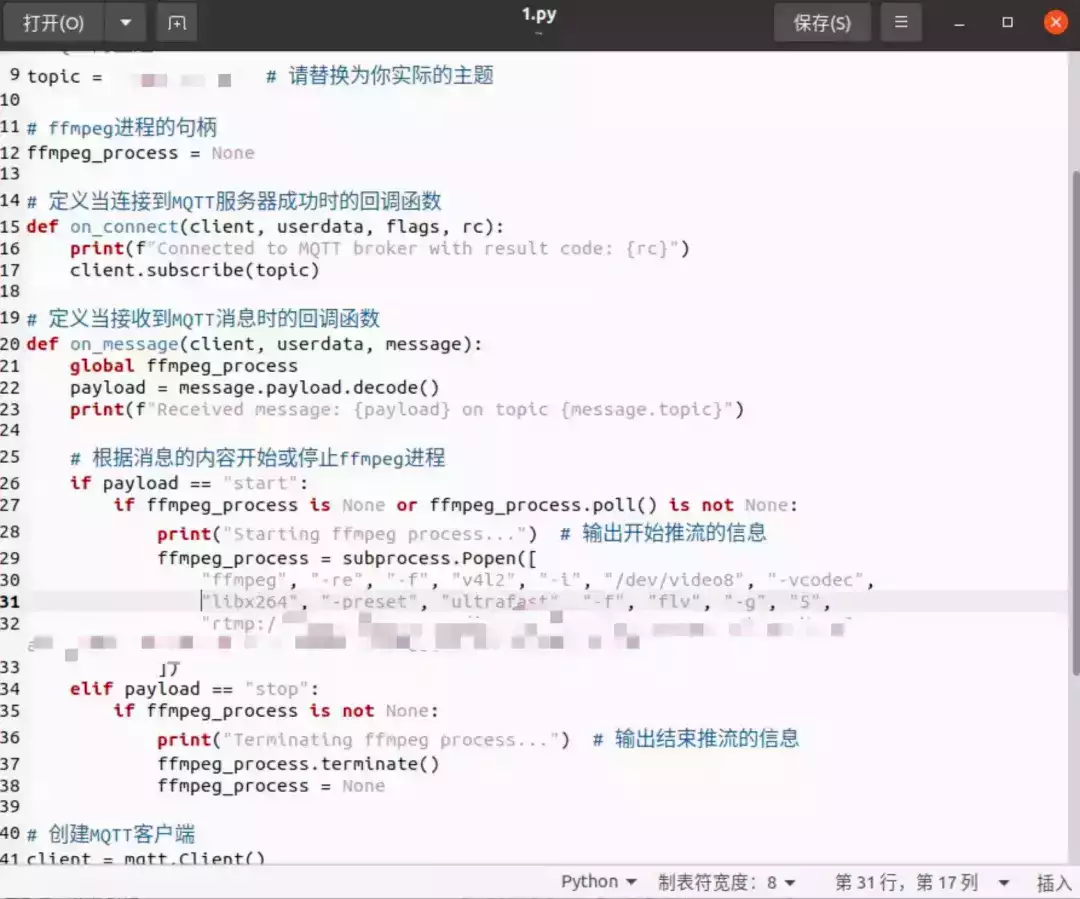 打开(O)
1.py
~
保存(S)
9 topic = # 请替换为你实际的主题
10
11 # ffmpeg进程的句柄
12 ffmpeg_process = None
13
14 # 定义当连接到MQTT服务器成功时的回调函数
15 def on_connect(client, userdata, flags, rc):
16     print(f"Connected to MQTT broker with result code: {rc}")
17     client.subscribe(topic)
18
19 # 定义当接收到MQTT消息时的回调函数
20 def on_message(client, userdata, message):
21     global ffmpeg_process
22     payload = message.payload.decode()
23     print(f"Received message: {payload} on topic {message.topic}")
24
25     # 根据消息的内容开始或停止ffmpeg进程
26     if payload == "start":
27         if ffmpeg_process is None or ffmpeg_process.poll() is not None:
28             print("Starting ffmpeg process...")  # 输出开始推流的信息
29             ffmpeg_process = subprocess.Popen([
30                 "ffmpeg", "-re", "-f", "v4l2", "-i", "/dev/video8", "-vcodec",
31                 "libx264", "-preset", "ultrafast", "-f", "flv", "-g", "5",
32                 "rtmp:/
33             ])
34     elif payload == "stop":
35         if ffmpeg_process is not None:
36             print("Terminating ffmpeg process...")  # 输出结束推流的信息
37             ffmpeg_process.terminate()
38             ffmpeg_process = None
39
40 # 创建MQTT客户端
41 client = mqtt.Client()
Python 制表符宽度: 8 第 31 行, 第 17 列 插入